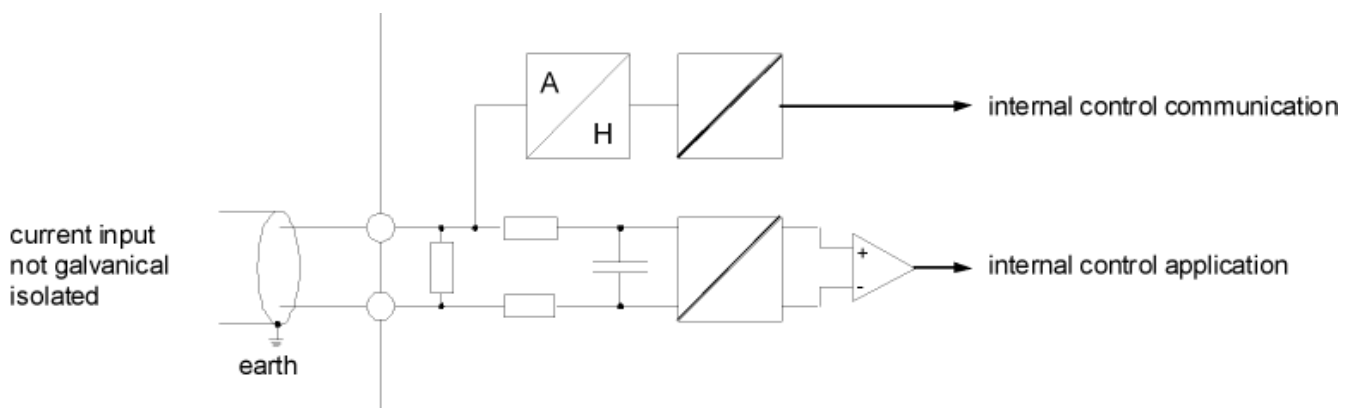 A
H
internal control communication
current input
not galvanical
isolated
+
-
internal control application
earth